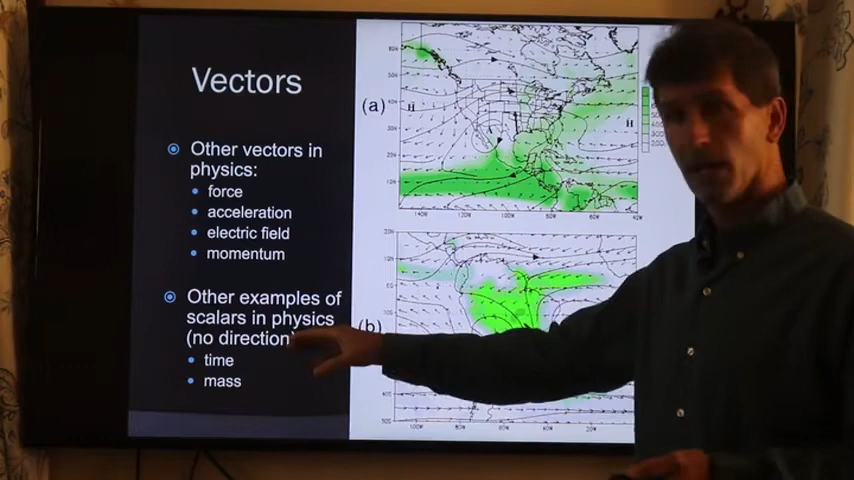 Vectors
Other vectors in
physics:
force
acceleration
electric field
momentum
Other examples of
scalars in physics
(no direction)
time
mass
(a)
H
H
(b)